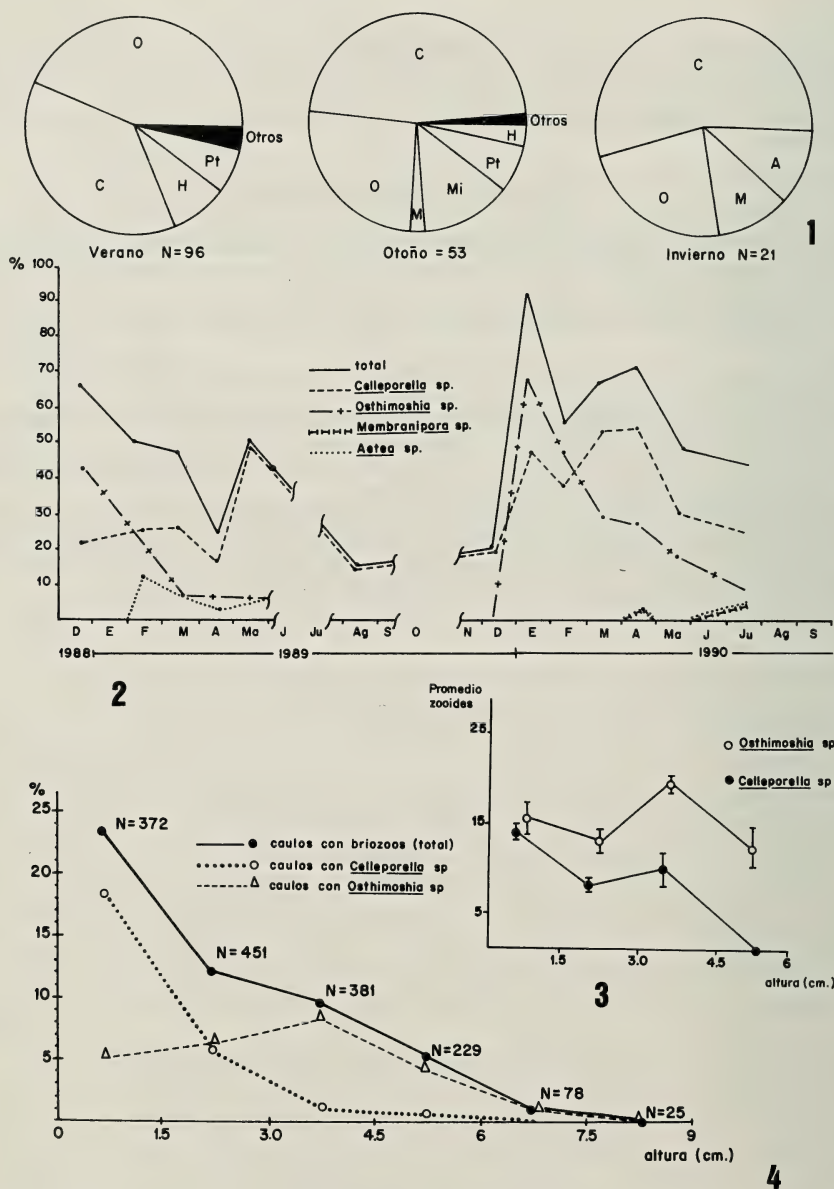 O
C
H
Pt
Otros
Verano N=96
C
O
M
Mi
Pt
H
Otros
Otoño = 53
C
O
M
A
Invierno N=21
1
%
100.
90.
80.
70.
60.
50.
40
30
20
10
total
Celleporella sp.
Osthimoshia sp.
Membranipora sp.
Aetea sp.
D E F M A Ma J Ju Ag S O N D E F M A Ma J Ju Ag S
1988 1989 1990
2
Promedio
zooides
25
15
5
Osthimoshia sp
Celleporella sp
1.5 3.0 4.5 6
altura (cm.)
3
%
25
20
15
10
5
0 1.5 3.0 4.5 6 7.5 9
N=372
N=451
N=381
N=229
N=78
N=25
caulos con briozoos (total)
caulos con Celleporella sp
caulos con Osthimoshia sp
altura (cm.)
4